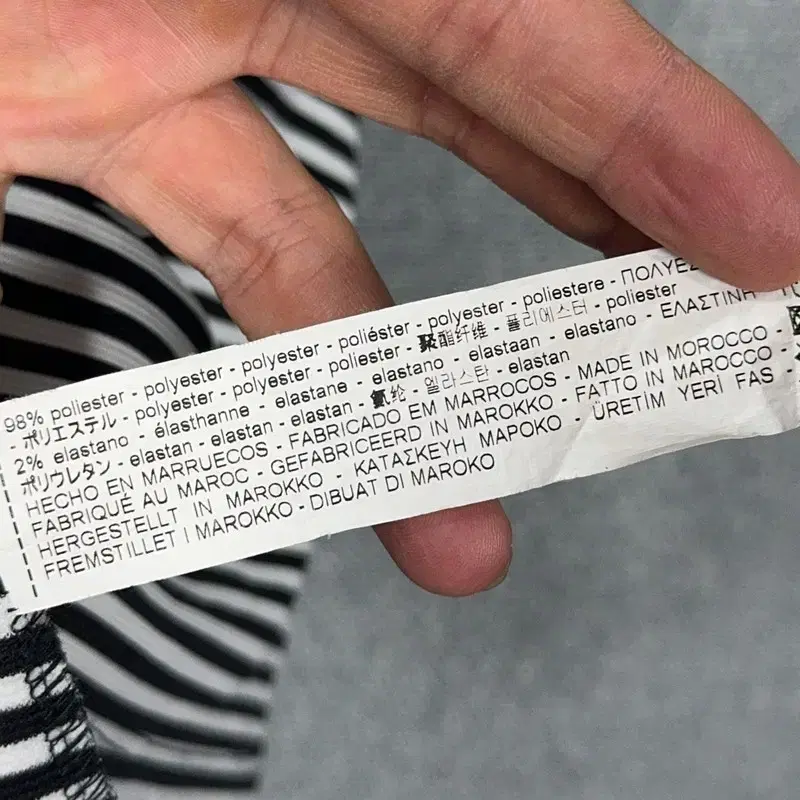 98% poliester - polyester - polyester - poliéster - polyester - poliestere - ΠΟΛΥΕΣ
- ポリエステル - polyester - polyester - poliester - 聚酯纤维 - 폴리에스터 - poliester
2% elastano - élasthanne - elastane - elastano - elastaan - elastano - ΕΛΑΣΤΙΝΗ
ポリウレタン - elastan - elastan - elastan - 氨纶 - 엘라스탄 - elastan
HECHO EN MARRUECOS - FABRICADO EM MARROCOS - MADE IN MOROCCO -
FABRIQUÉ AU MAROC - GEFABRICEERD IN MAROKKO - FATTO IN MAROCCO -
HERGESTELLT IN MAROKKO - ΚΑΤΑΣΚΕΥΗ ΜΑΡΟΚΟ - ÜRETİM YERİ FAS -
FREMSTILLET I MAROKKO - DIBUAT DI MAROKO